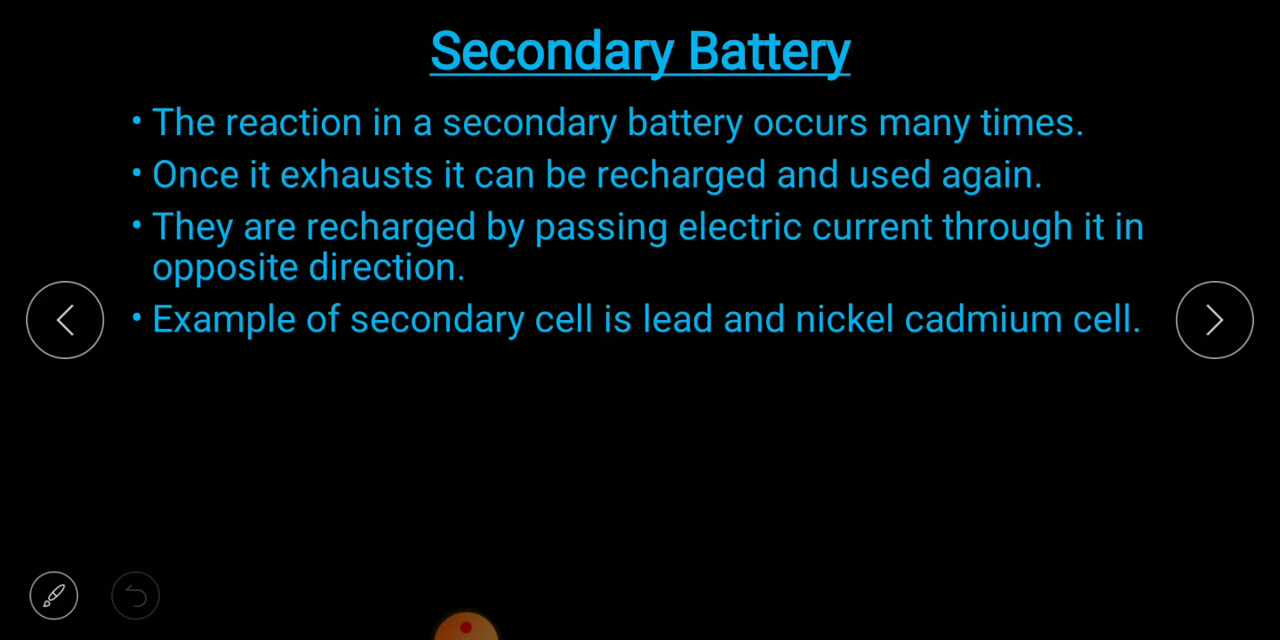 Secondary Battery
• The reaction in a secondary battery occurs many times.
• Once it exhausts it can be recharged and used again.
• They are recharged by passing electric current through it in
opposite direction.
• Example of secondary cell is lead and nickel cadmium cell.